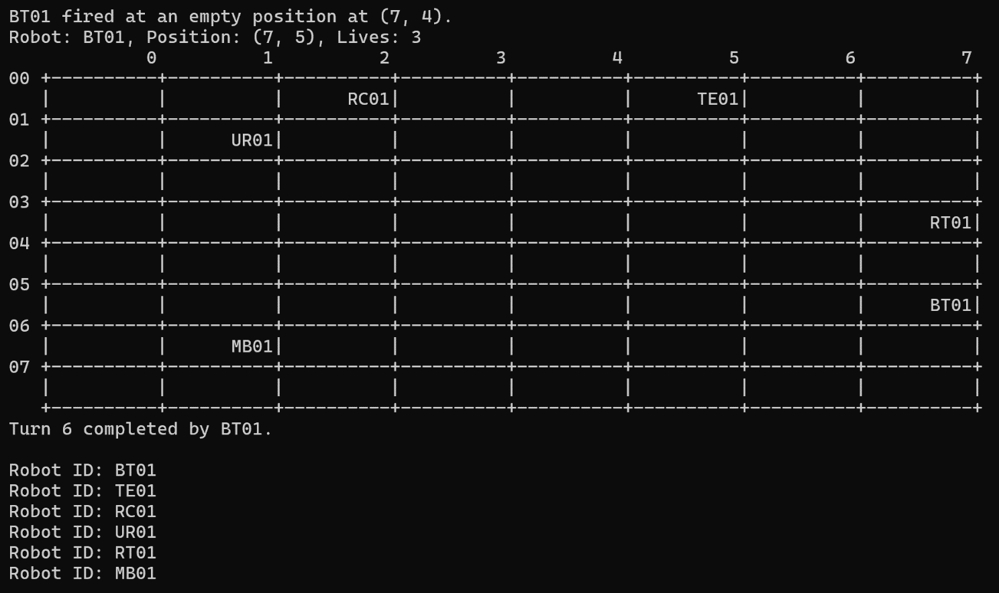 BT01 fired at an empty position at (7, 4).
Robot: BT01, Position: (7, 5), Lives: 3
             0          1          2          3          4          5          6          7
00 +----------+----------+----------+----------+----------+----------+----------+----------+
   |          |          |      RC01|          |          |      TE01|          |          |
01 +----------+----------+----------+----------+----------+----------+----------+----------+
   |          |      UR01|          |          |          |          |          |          |
02 +----------+----------+----------+----------+----------+----------+----------+----------+
   |          |          |          |          |          |          |          |          |
03 +----------+----------+----------+----------+----------+----------+----------+----------+
   |          |          |          |          |          |          |          |      RT01|
04 +----------+----------+----------+----------+----------+----------+----------+----------+
   |          |          |          |          |          |          |          |          |
05 +----------+----------+----------+----------+----------+----------+----------+----------+
   |          |          |          |          |          |          |          |      BT01|
06 +----------+----------+----------+----------+----------+----------+----------+----------+
   |          |      MB01|          |          |          |          |          |          |
07 +----------+----------+----------+----------+----------+----------+----------+----------+
   |          |          |          |          |          |          |          |          |
   +----------+----------+----------+----------+----------+----------+----------+----------+
Turn 6 completed by BT01.

Robot ID: BT01
Robot ID: TE01
Robot ID: RC01
Robot ID: UR01
Robot ID: RT01
Robot ID: MB01